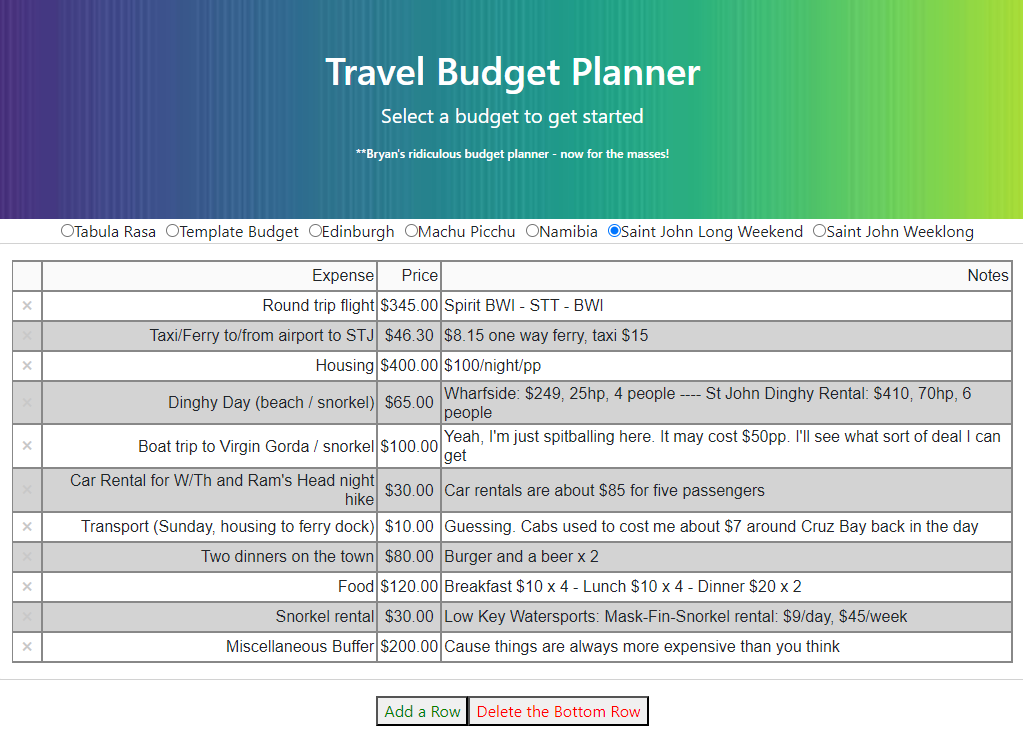 Travel Budget Planner
Select a budget to get started
**Bryan's ridiculous budget planner - now for the masses!
Tabula Rasa Template Budget Edinburgh Machu Picchu Namibia Saint John Long Weekend Saint John Weeklong
Expense Price Notes
× Round trip flight $345.00 Spirit BWI - STT - BWI
× Taxi/Ferry to/from airport to STJ $46.30 $8.15 one way ferry, taxi $15
× Housing $400.00 $100/night/pp
× Dinghy Day (beach / snorkel) $65.00 Wharfside: $249, 25hp, 4 people ---- St John Dinghy Rental: $410, 70hp, 6
people
× Boat trip to Virgin Gorda / snorkel $100.00 Yeah, I'm just spitballing here. It may cost $50pp. I'll see what sort of deal I can
get
× Car Rental for W/Th and Ram's Head night
hike $30.00 Car rentals are about $85 for five passengers
× Transport (Sunday, housing to ferry dock) $10.00 Guessing. Cabs used to cost me about $7 around Cruz Bay back in the day
× Two dinners on the town $80.00 Burger and a beer x 2
× Food $120.00 Breakfast $10 x 4 - Lunch $10 x 4 - Dinner $20 x 2
× Snorkel rental $30.00 Low Key Watersports: Mask-Fin-Snorkel rental: $9/day, $45/week
× Miscellaneous Buffer $200.00 Cause things are always more expensive than you think
Add a Row Delete the Bottom Row